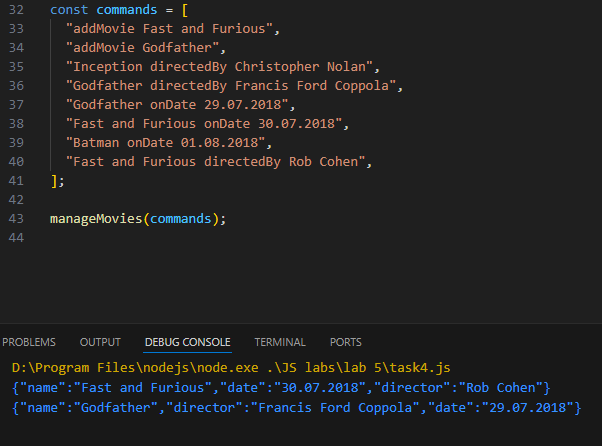 32 const commands = [
33 "addMovie Fast and Furious",
34 "addMovie Godfather",
35 "Inception directedBy Christopher Nolan",
36 "Godfather directedBy Francis Ford Coppola",
37 "Godfather onDate 29.07.2018",
38 "Fast and Furious onDate 30.07.2018",
39 "Batman onDate 01.08.2018",
40 "Fast and Furious directedBy Rob Cohen",
41 ];
42
43 manageMovies(commands);
44
PROBLEMS OUTPUT DEBUG CONSOLE TERMINAL PORTS
D:\Program Files\nodejs\node.exe .\JS labs\lab 5\task4.js
{"name":"Fast and Furious","date":"30.07.2018","director":"Rob Cohen"}
{"name":"Godfather","director":"Francis Ford Coppola","date":"29.07.2018"}